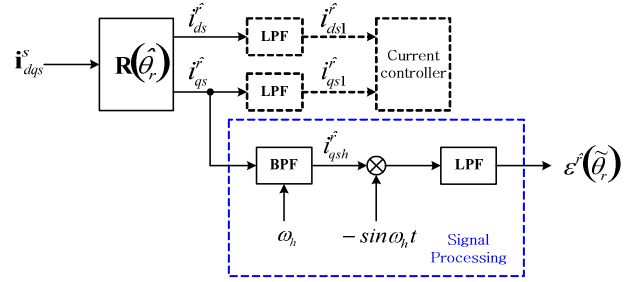 i^s_dqs
R(θ̂_r)
i^r̂_ds
LPF
i^r̂_ds1
i^r̂_qs
LPF
i^r̂_qs1
Current
controller
BPF
i^r̂_qsh
LPF
ε^r̂(θ̃_r)
ω_h
−sinω_h t
Signal
Processing